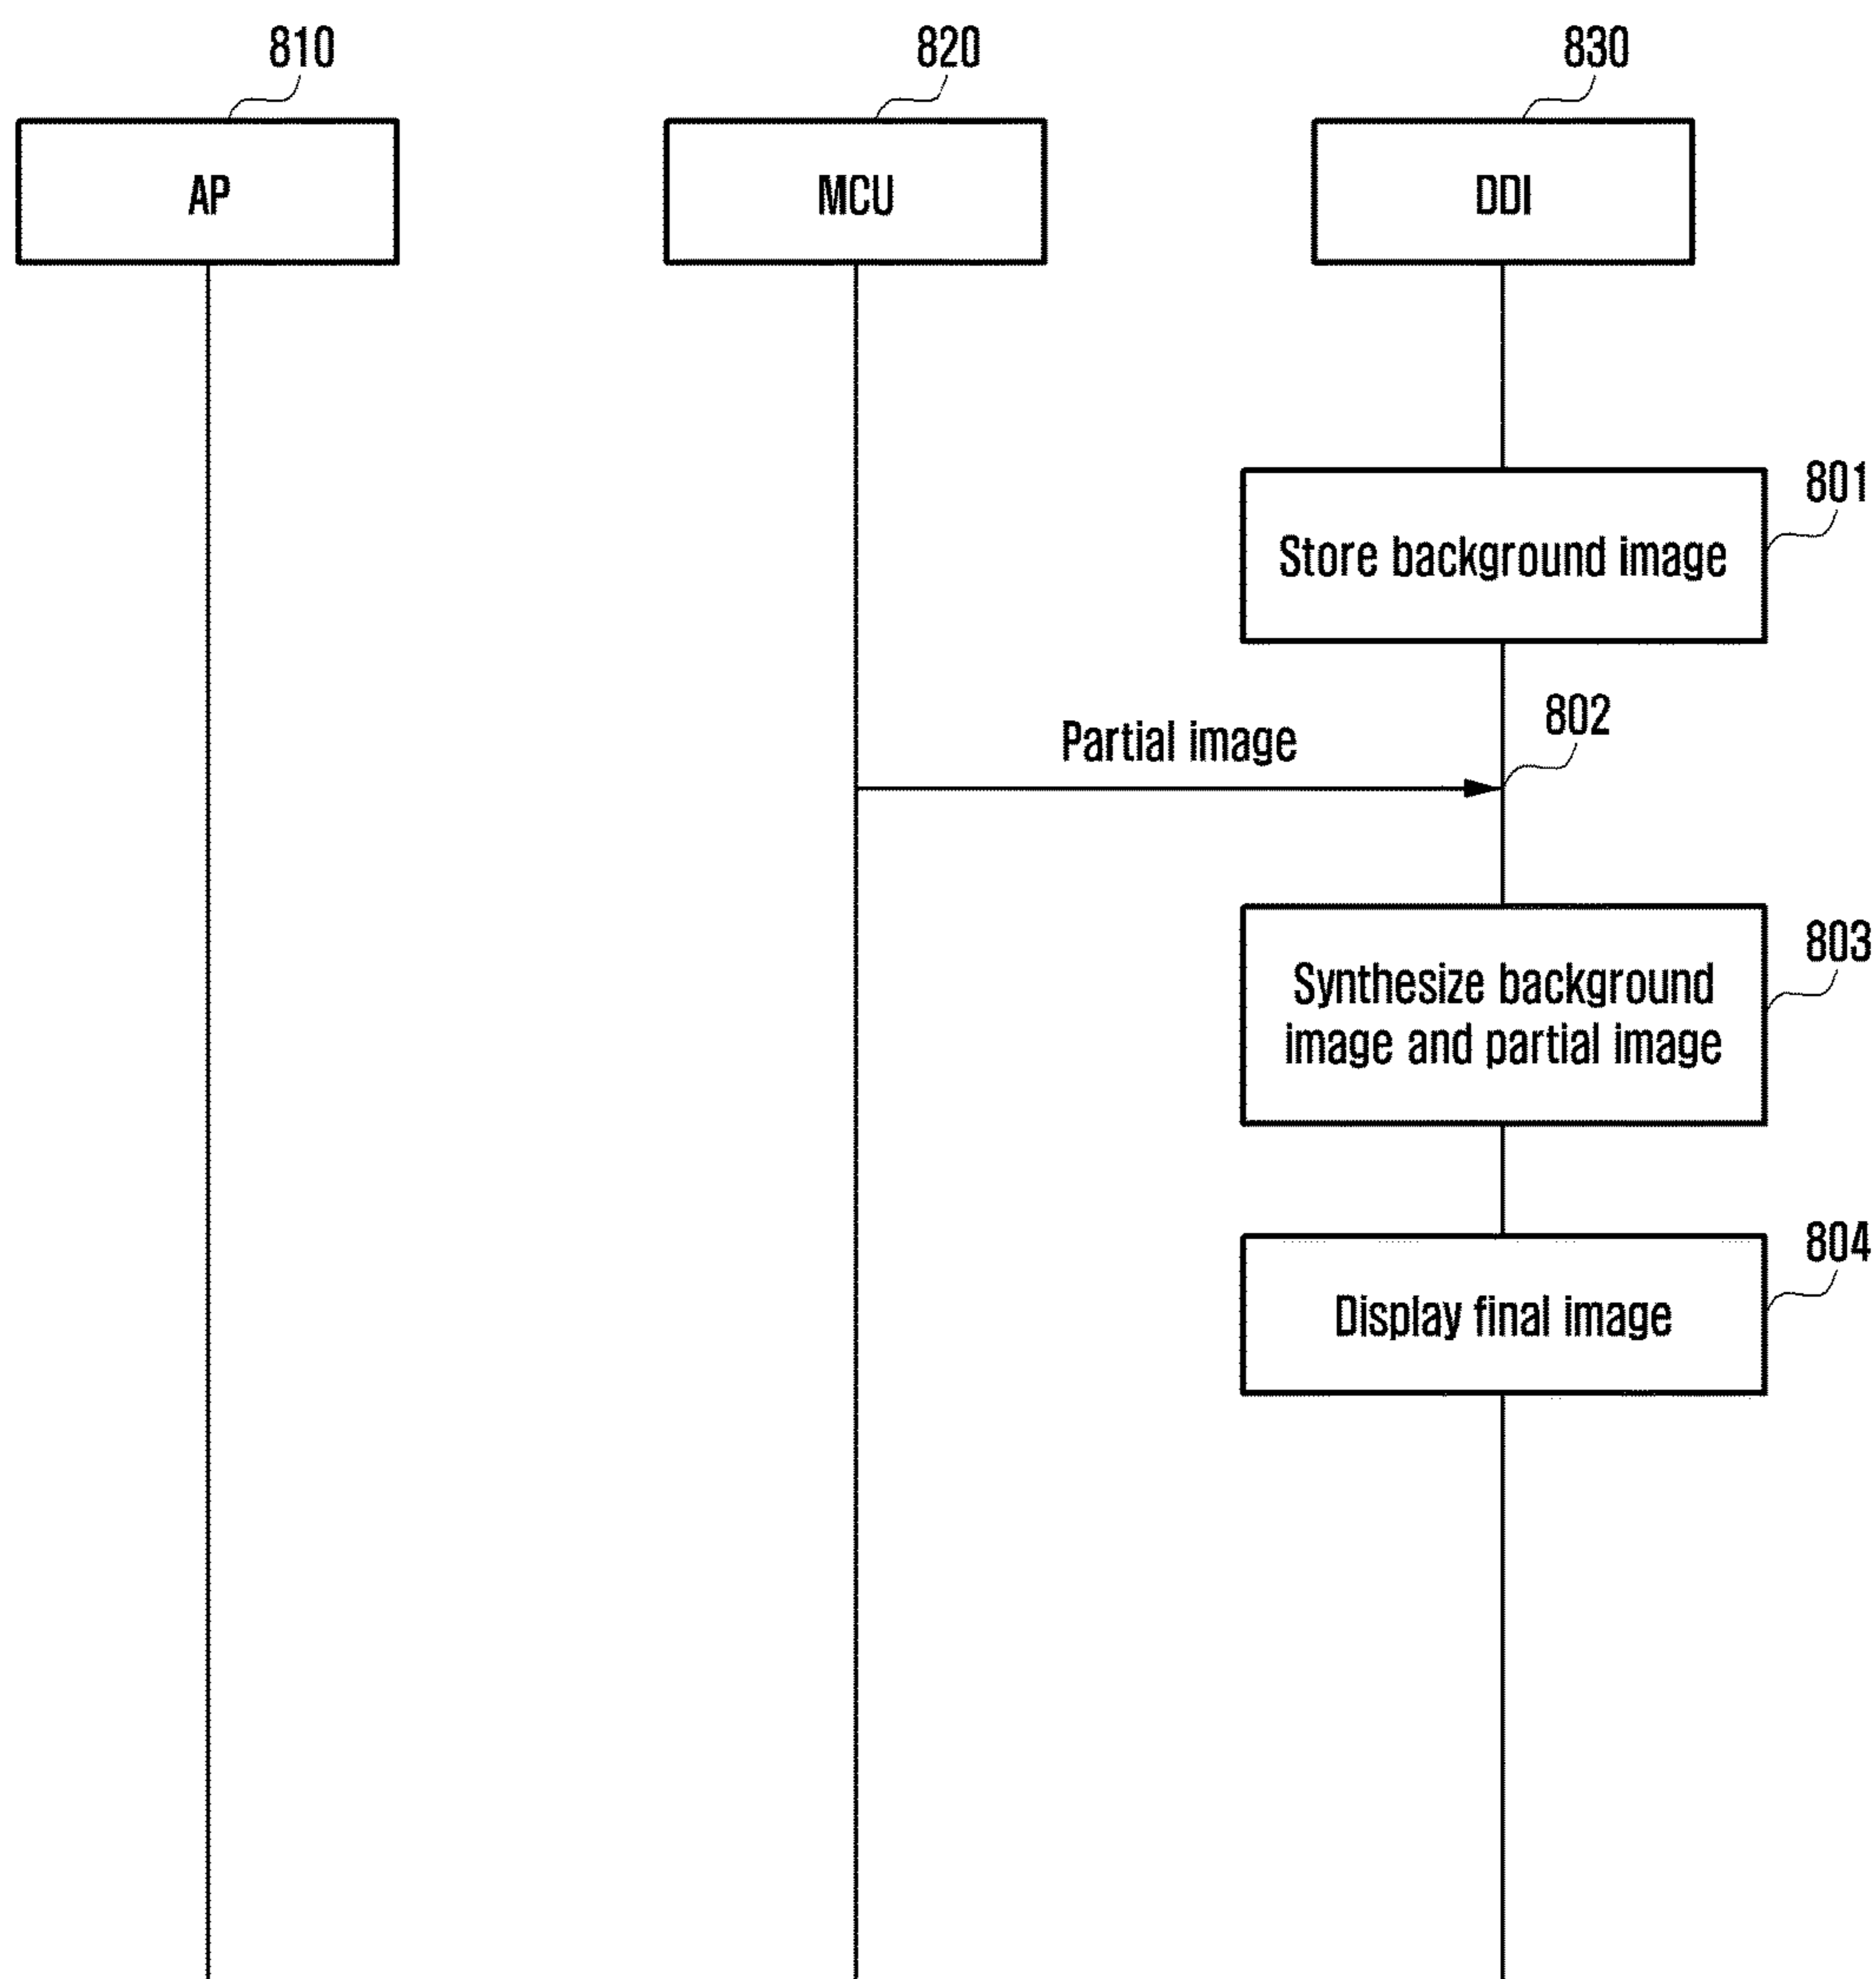 810
820
830
AP
MCU
DDI
801
Store background image
802
Partial image
803
Synthesize background
image and partial image
804
Display final image